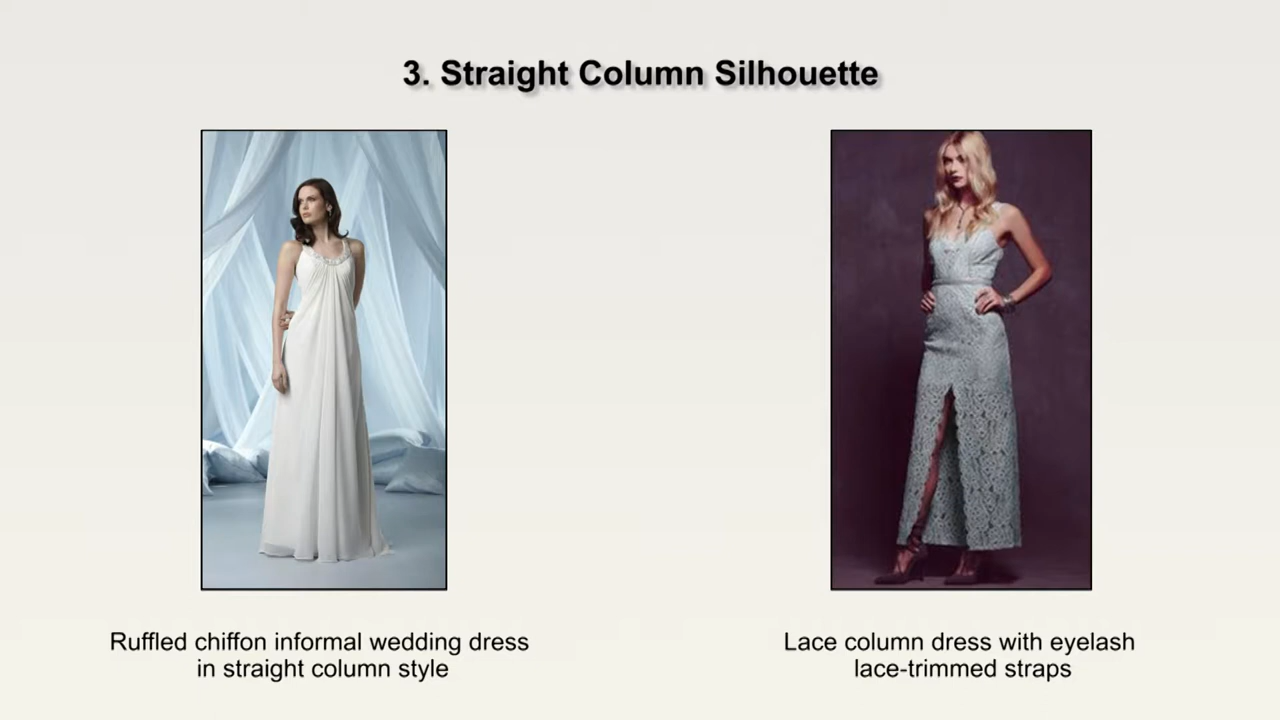 3. Straight Column Silhouette
Ruffled chiffon informal wedding dress
in straight column style
Lace column dress with eyelash
lace-trimmed straps